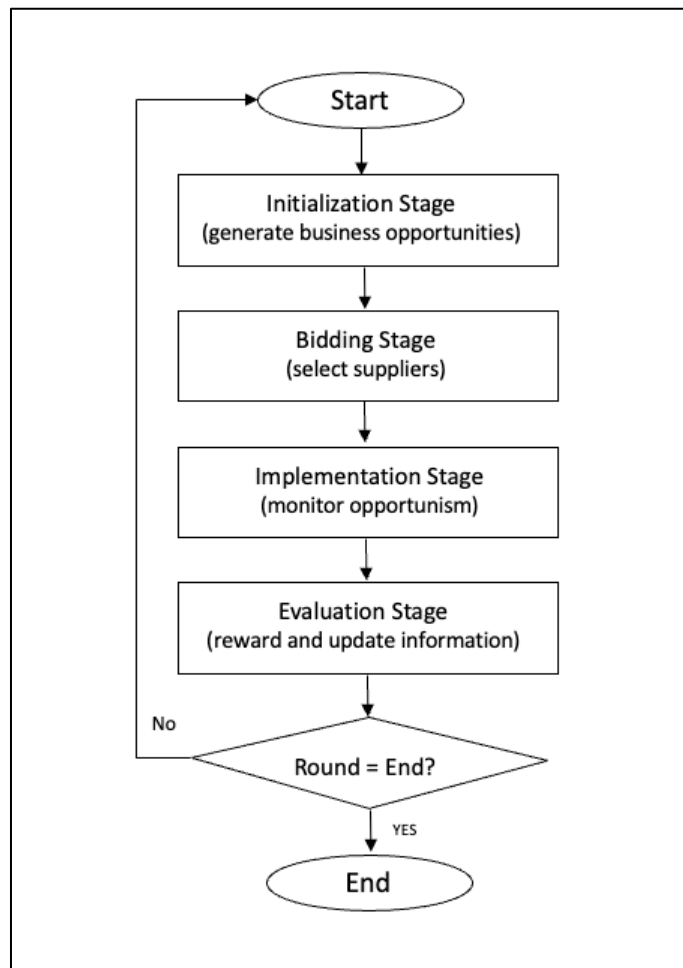 Start
Initialization Stage
(generate business opportunities)
Bidding Stage
(select suppliers)
Implementation Stage
(monitor opportunism)
Evaluation Stage
(reward and update information)
No
Round = End?
YES
End